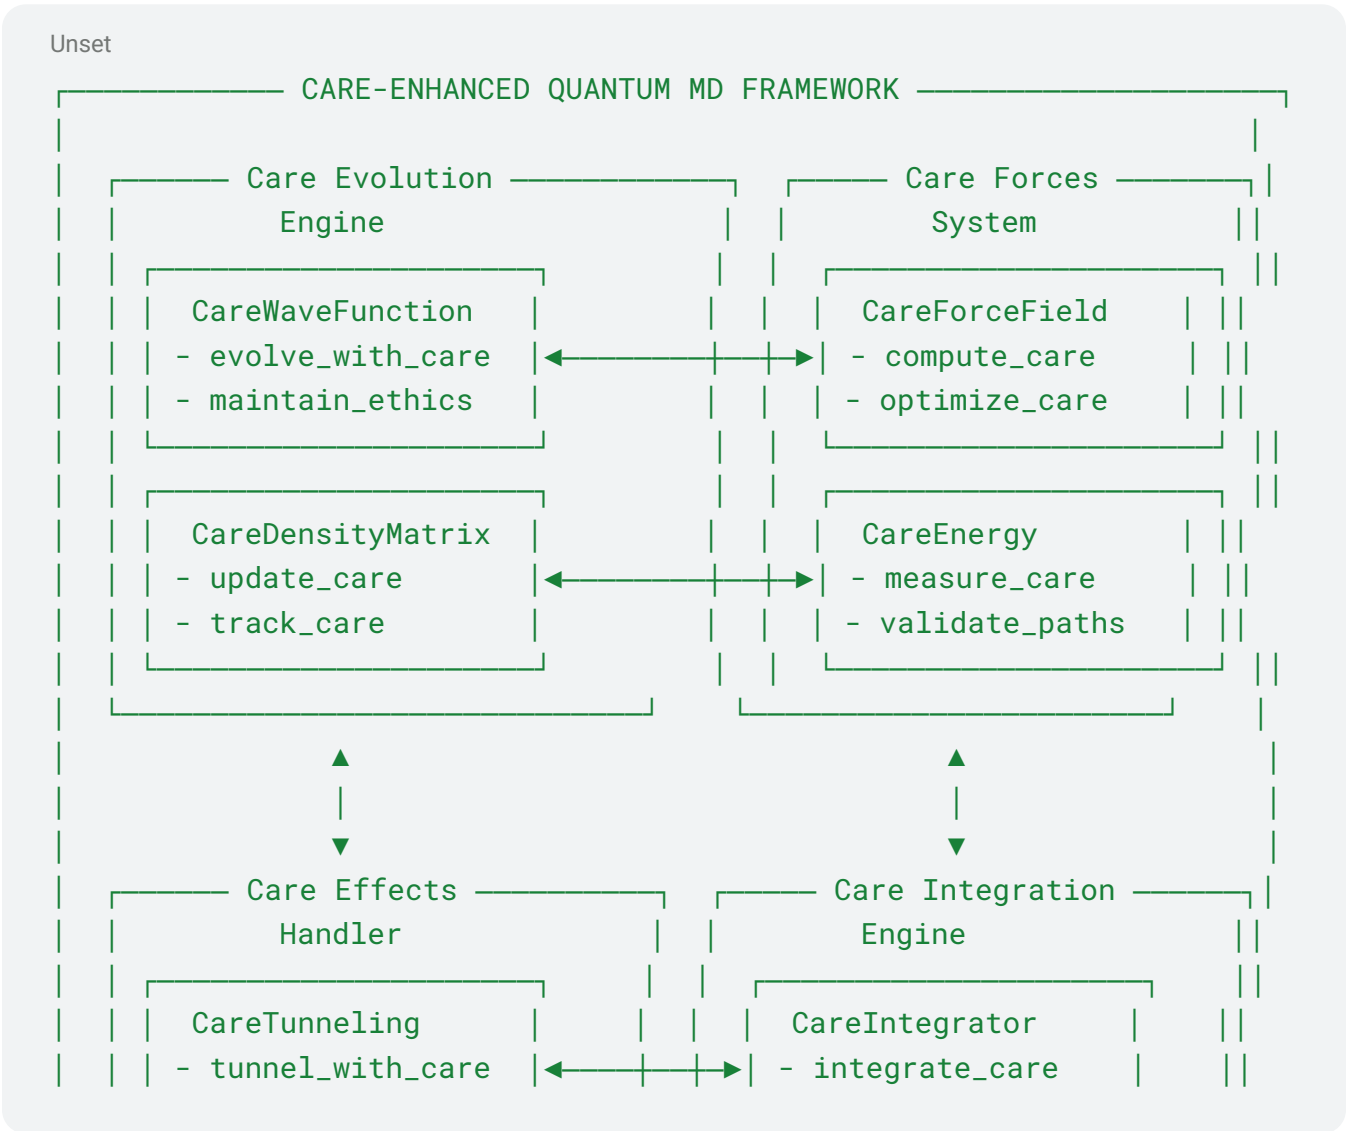 Unset
CARE-ENHANCED QUANTUM MD FRAMEWORK
Care Evolution Care Forces
Engine System
CareWaveFunction CareForceField
- evolve_with_care - compute_care
- maintain_ethics - optimize_care
CareDensityMatrix CareEnergy
- update_care - measure_care
- track_care - validate_paths
Care Effects Care Integration
Handler Engine
CareTunneling CareIntegrator
- tunnel_with_care - integrate_care